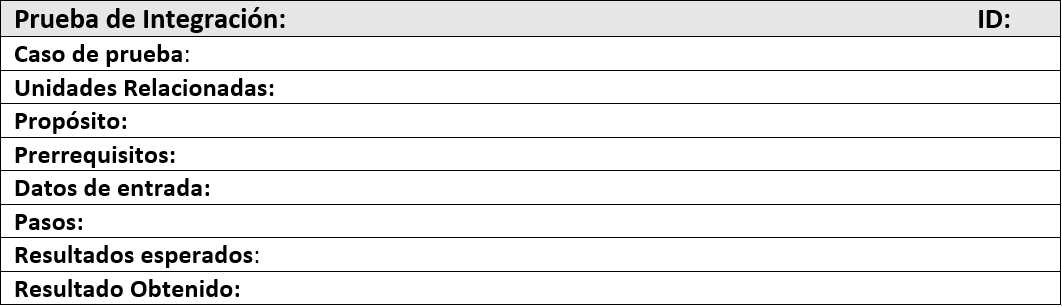 Prueba de Integración: ID:
Caso de prueba:
Unidades Relacionadas:
Propósito:
Prerrequisitos:
Datos de entrada:
Pasos:
Resultados esperados:
Resultado Obtenido: